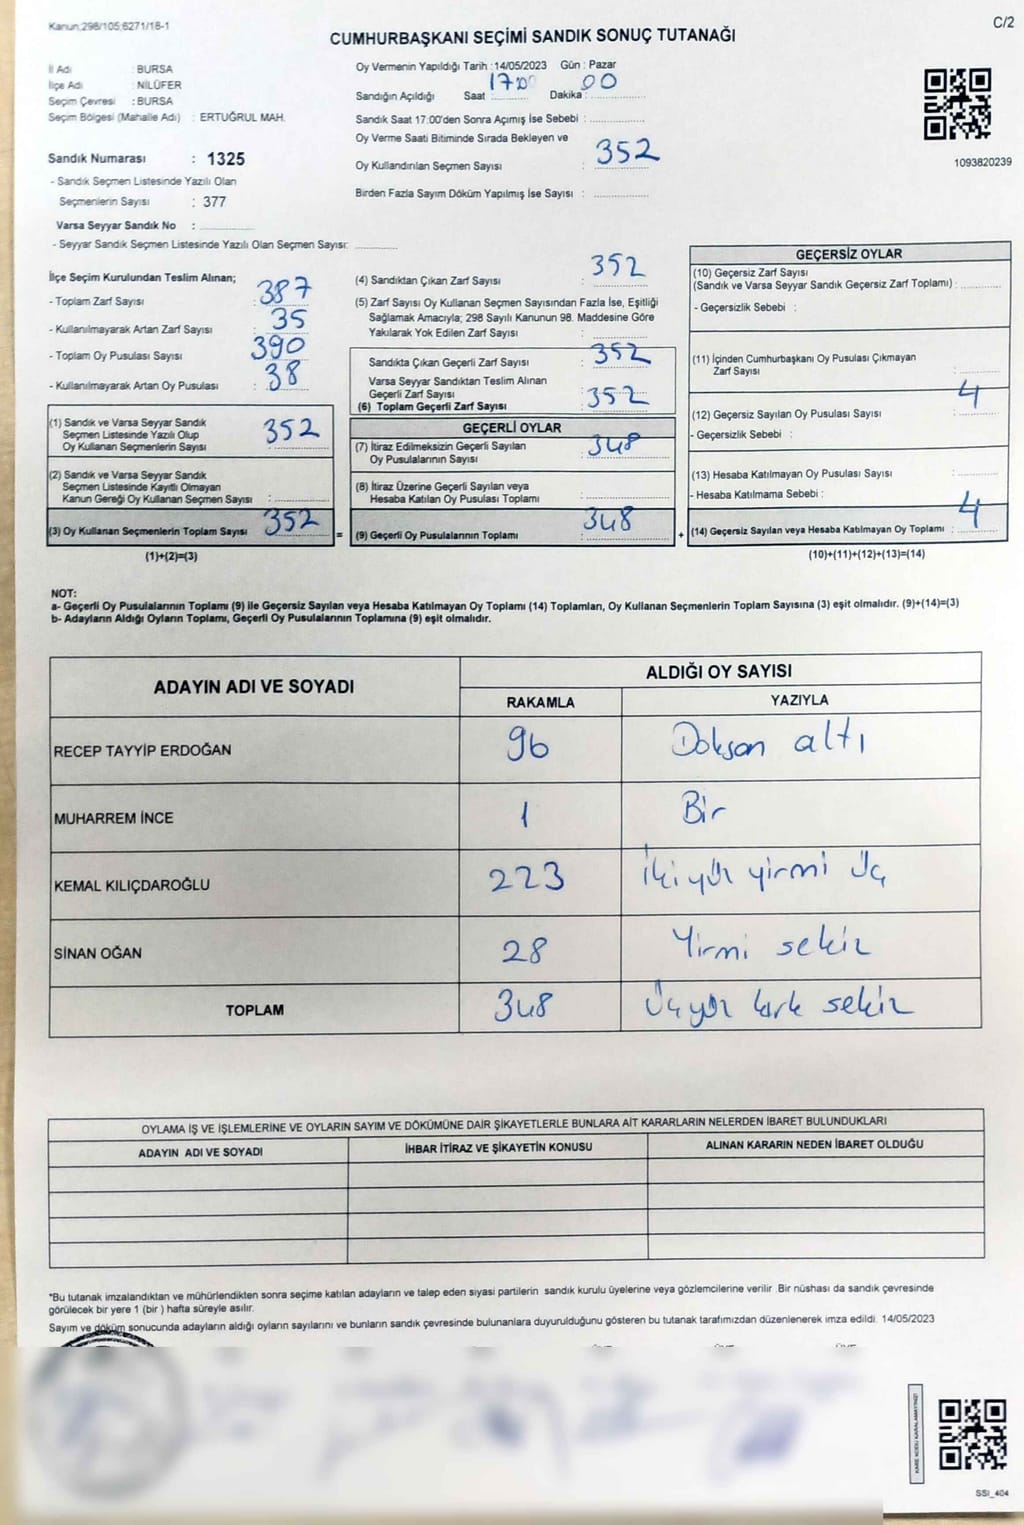 Kanun:298/105;6271/18-1
C/2
CUMHURBAŞKANI SEÇİMİ SANDIK SONUÇ TUTANAĞI
İl Adı : BURSA
İlçe Adı : NİLÜFER
Seçim Çevresi : BURSA
Seçim Bölgesi (Mahalle Adı) : ERTUĞRUL MAH.
Sandık Numarası : 1325
- Sandık Seçmen Listesinde Yazılı Olan
Seçmenlerin Sayısı : 377
Varsa Seyyar Sandık No :
- Seyyar Sandık Seçmen Listesinde Yazılı Olan Seçmen Sayısı:
Oy Vermenin Yapıldığı Tarih :14/05/2023 Gün : Pazar
Sandığın Açıldığı Saat : 17 00 Dakika : 00
Sandık Saat 17:00'den Sonra Açımış İse Sebebi :
Oy Verme Saati Bitiminde Sırada Bekleyen ve
Oy Kullandırılan Seçmen Sayısı : 352
Birden Fazla Sayım Döküm Yapılmış İse Sayısı :
1093820239
İlçe Seçim Kurulundan Teslim Alınan;
- Toplam Zarf Sayısı : 387
- Kullanılmayarak Artan Zarf Sayısı : 35
- Toplam Oy Pusulası Sayısı : 390
- Kullanılmayarak Artan Oy Pusulası : 38
(1) Sandık ve Varsa Seyyar Sandık
Seçmen Listesinde Yazılı Olup
Oy Kullanan Seçmenlerin Sayısı : 352
(2) Sandık ve Varsa Seyyar Sandık
Seçmen Listesinde Kayıtlı Olmayan
Kanun Gereği Oy Kullanan Seçmen Sayısı :
(3) Oy Kullanan Seçmenlerin Toplam Sayısı : 352
(1)+(2)=(3)
=
(4) Sandıktan Çıkan Zarf Sayısı : 352
(5) Zarf Sayısı Oy Kullanan Seçmen Sayısından Fazla İse, Eşitliği
Sağlamak Amacıyla; 298 Sayılı Kanunun 98. Maddesine Göre
Yakılarak Yok Edilen Zarf Sayısı :
Sandıkta Çıkan Geçerli Zarf Sayısı : 352
Varsa Seyyar Sandıktan Teslim Alınan
Geçerli Zarf Sayısı
(6) Toplam Geçerli Zarf Sayısı : 352
GEÇERLİ OYLAR
(7) İtiraz Edilmeksizin Geçerli Sayılan
Oy Pusulalarının Sayısı : 348
(8) İtiraz Üzerine Geçerli Sayılan veya
Hesaba Katılan Oy Pusulası Toplamı :
(9) Geçerli Oy Pusulalarının Toplamı : 348
+
GEÇERSİZ OYLAR
(10) Geçersiz Zarf Sayısı
(Sandık ve Varsa Seyyar Sandık Geçersiz Zarf Toplamı) :
- Geçersizlik Sebebi :
(11) İçinden Cumhurbaşkanı Oy Pusulası Çıkmayan
Zarf Sayısı :
(12) Geçersiz Sayılan Oy Pusulası Sayısı : 4
- Geçersizlik Sebebi :
(13) Hesaba Katılmayan Oy Pusulası Sayısı :
- Hesaba Katılmama Sebebi :
(14) Geçersiz Sayılan veya Hesaba Katılmayan Oy Toplamı : 4
(10)+(11)+(12)+(13)=(14)
NOT:
a- Geçerli Oy Pusulalarının Toplamı (9) ile Geçersiz Sayılan veya Hesaba Katılmayan Oy Toplamı (14) Toplamları, Oy Kullanan Seçmenlerin Toplam Sayısına (3) eşit olmalıdır. (9)+(14)=(3)
b- Adayların Aldığı Oyların Toplamı, Geçerli Oy Pusulalarının Toplamına (9) eşit olmalıdır.
ADAYIN ADI VE SOYADI
ALDIĞI OY SAYISI
RAKAMLA YAZIYLA
RECEP TAYYİP ERDOĞAN 96 Doksan altı
MUHARREM İNCE 1 Bir
KEMAL KILIÇDAROĞLU 223 İkiyüz yirmi üç
SİNAN OĞAN 28 Yirmi sekiz
TOPLAM 348 Üçyüz kırk sekiz
OYLAMA İŞ VE İŞLEMLERİNE VE OYLARIN SAYIM VE DÖKÜMÜNE DAİR ŞİKAYETLERLE BUNLARA AİT KARARLARIN NELERDEN İBARET BULUNDUKLARI
ADAYIN ADI VE SOYADI İHBAR İTİRAZ VE ŞİKAYETİN KONUSU ALINAN KARARIN NEDEN İBARET OLDUĞU
*Bu tutanak imzalandıktan ve mühürlendikten sonra seçime katılan adayların ve talep eden siyasi partilerin sandık kurulu üyelerine veya gözlemcilerine verilir .Bir nüshası da sandık çevresinde
görülecek bir yere 1 (bir ) hafta süreyle asılır.
Sayım ve döküm sonucunda adayların aldığı oyların sayılarını ve bunların sandık çevresinde bulunanlara duyurulduğunu gösteren bu tutanak tarafımızdan düzenlenerek imza edildi. 14/05/2023
KARE KODU KARALAMAYINIZ!
SSI_404